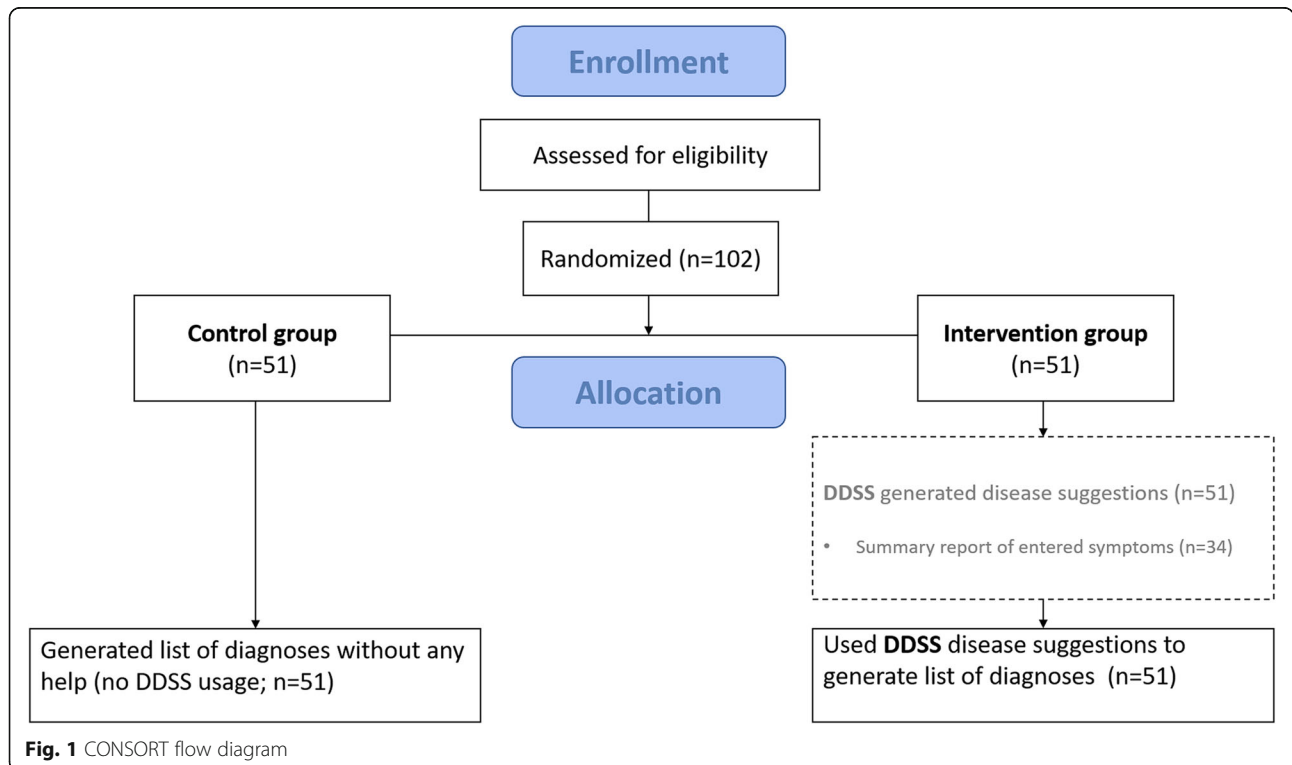 Enrollment
Assessed for eligibility
Randomized (n=102)
Control group
(n=51)
Intervention group
(n=51)
Allocation
DDSS generated disease suggestions (n=51)
• Summary report of entered symptoms (n=34)
Generated list of diagnoses without any
help (no DDSS usage; n=51)
Used DDSS disease suggestions to
generate list of diagnoses (n=51)
Fig. 1 CONSORT flow diagram